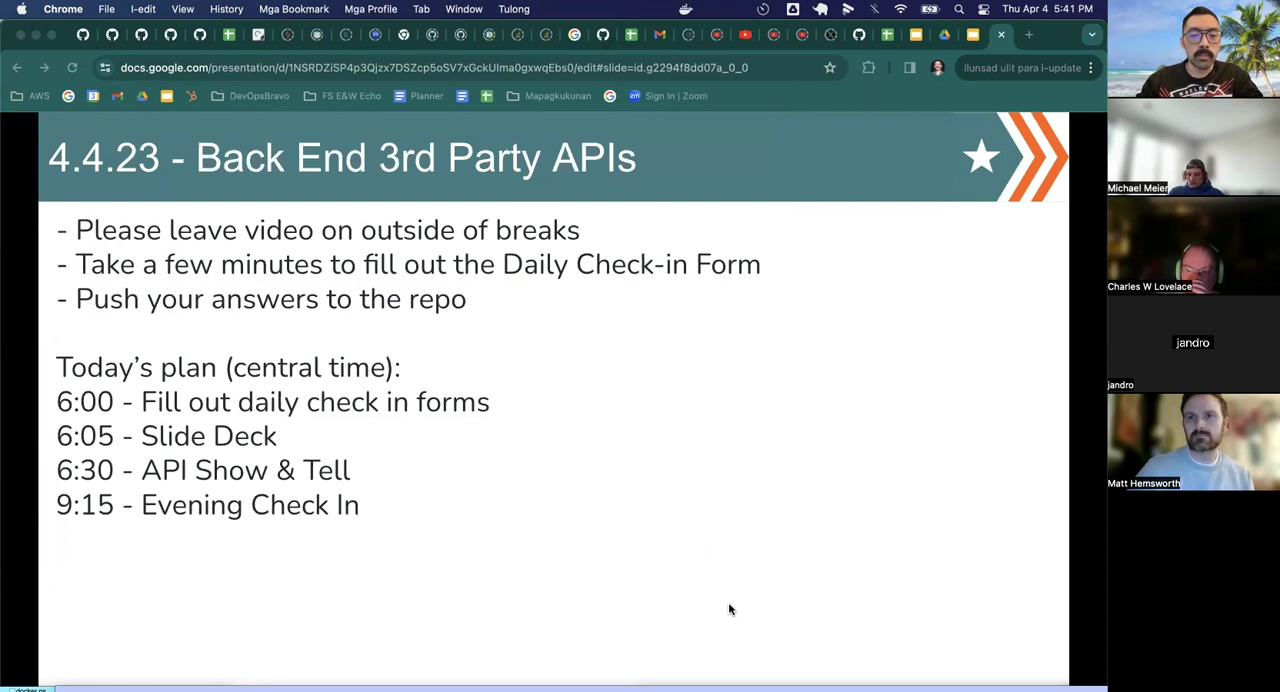 Chrome File I-edit View History Mga Bookmark Mga Profile Tab Window Tulong Thu Apr 4 5:41 PM
docs.google.com/presentation/d/1NSRDZiSP4p3Qjzx7DSZcp5oSV7xGckUmpa0gxwqEbs0/edit#slide=id.g2294f8dd07a_0_0
Ilunsad ulit para i-update
AWS
DevOpsBravo
FS E&W Echo
Planner
Mapagkukunan
Sign In | Zoom
4.4.23 - Back End 3rd Party APIs
- Please leave video on outside of breaks
- Take a few minutes to fill out the Daily Check-in Form
- Push your answers to the repo
Today’s plan (central time):
6:00 - Fill out daily check in forms
6:05 - Slide Deck
6:30 - API Show & Tell
9:15 - Evening Check In
Michael Meier
Charles W Lovelace
jandro
jandro
Matt Hemsworth